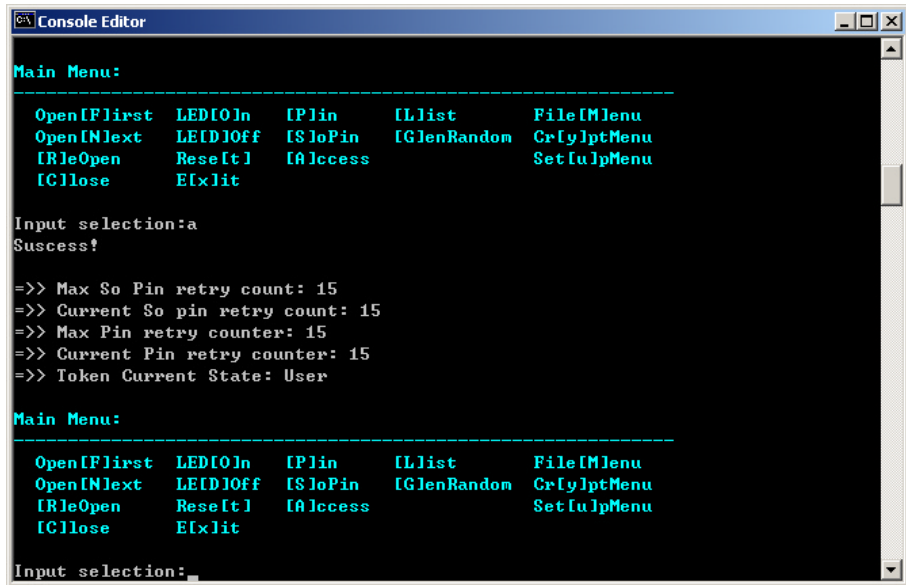 Console Editor
Main Menu:
Open[F]irst LED[O]n [P]in [L]ist File[M]enu
Open[N]ext LE[D]Off [S]oPin [G]enRandom Cr[y]ptMenu
[R]eOpen Rese[t] [A]ccess Set[u]pMenu
[C]lose E[x]it
Input selection:a
Suscess!
=>> Max So Pin retry count: 15
=>> Current So pin retry count: 15
=>> Max Pin retry counter: 15
=>> Current Pin retry counter: 15
=>> Token Current State: User
Main Menu:
Open[F]irst LED[O]n [P]in [L]ist File[M]enu
Open[N]ext LE[D]Off [S]oPin [G]enRandom Cr[y]ptMenu
[R]eOpen Rese[t] [A]ccess Set[u]pMenu
[C]lose E[x]it
Input selection:_